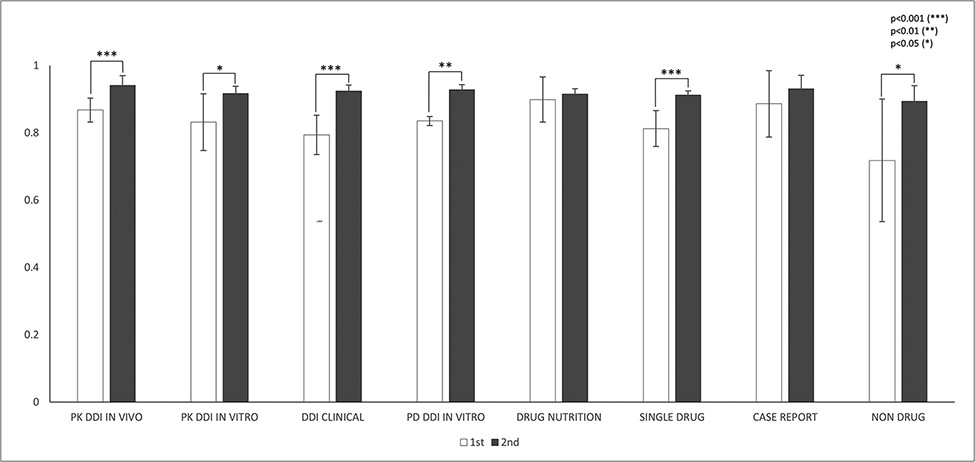 p<0.001 (***)
p<0.01 (**)
p<0.05 (*)
*** * *** ** *** *
1
0.8
0.6
0.4
0.2
0
PK DDI IN VIVO PK DDI IN VITRO DDI CLINICAL PD DDI IN VITRO DRUG NUTRITION SINGLE DRUG CASE REPORT NON DRUG
1st 2nd